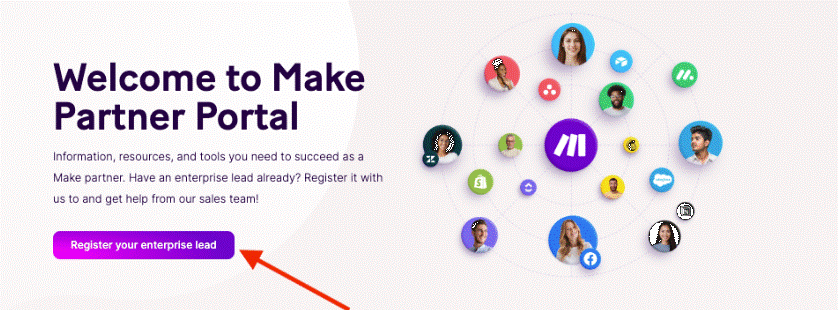 Welcome to Make
Partner Portal
Information, resources, and tools you need to succeed as a
Make partner. Have an enterprise lead already? Register it with
us to and get help from our sales team!
Register your enterprise lead